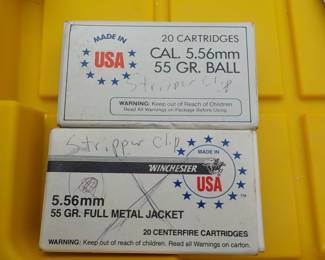 MADE IN
USA
20 CARTRIDGES
CAL. 5.56mm
55 GR. BALL
Stripper Clip
WARNING: Keep out of Reach of Children
Read All Warnings on Package Before Using.
Stripper Clip
WINCHESTER
MADE IN
USA
5.56mm
55 GR. FULL METAL JACKET
20 CENTERFIRE CARTRIDGES
WARNING: Keep out of reach of children. Read all Warnings on carton.